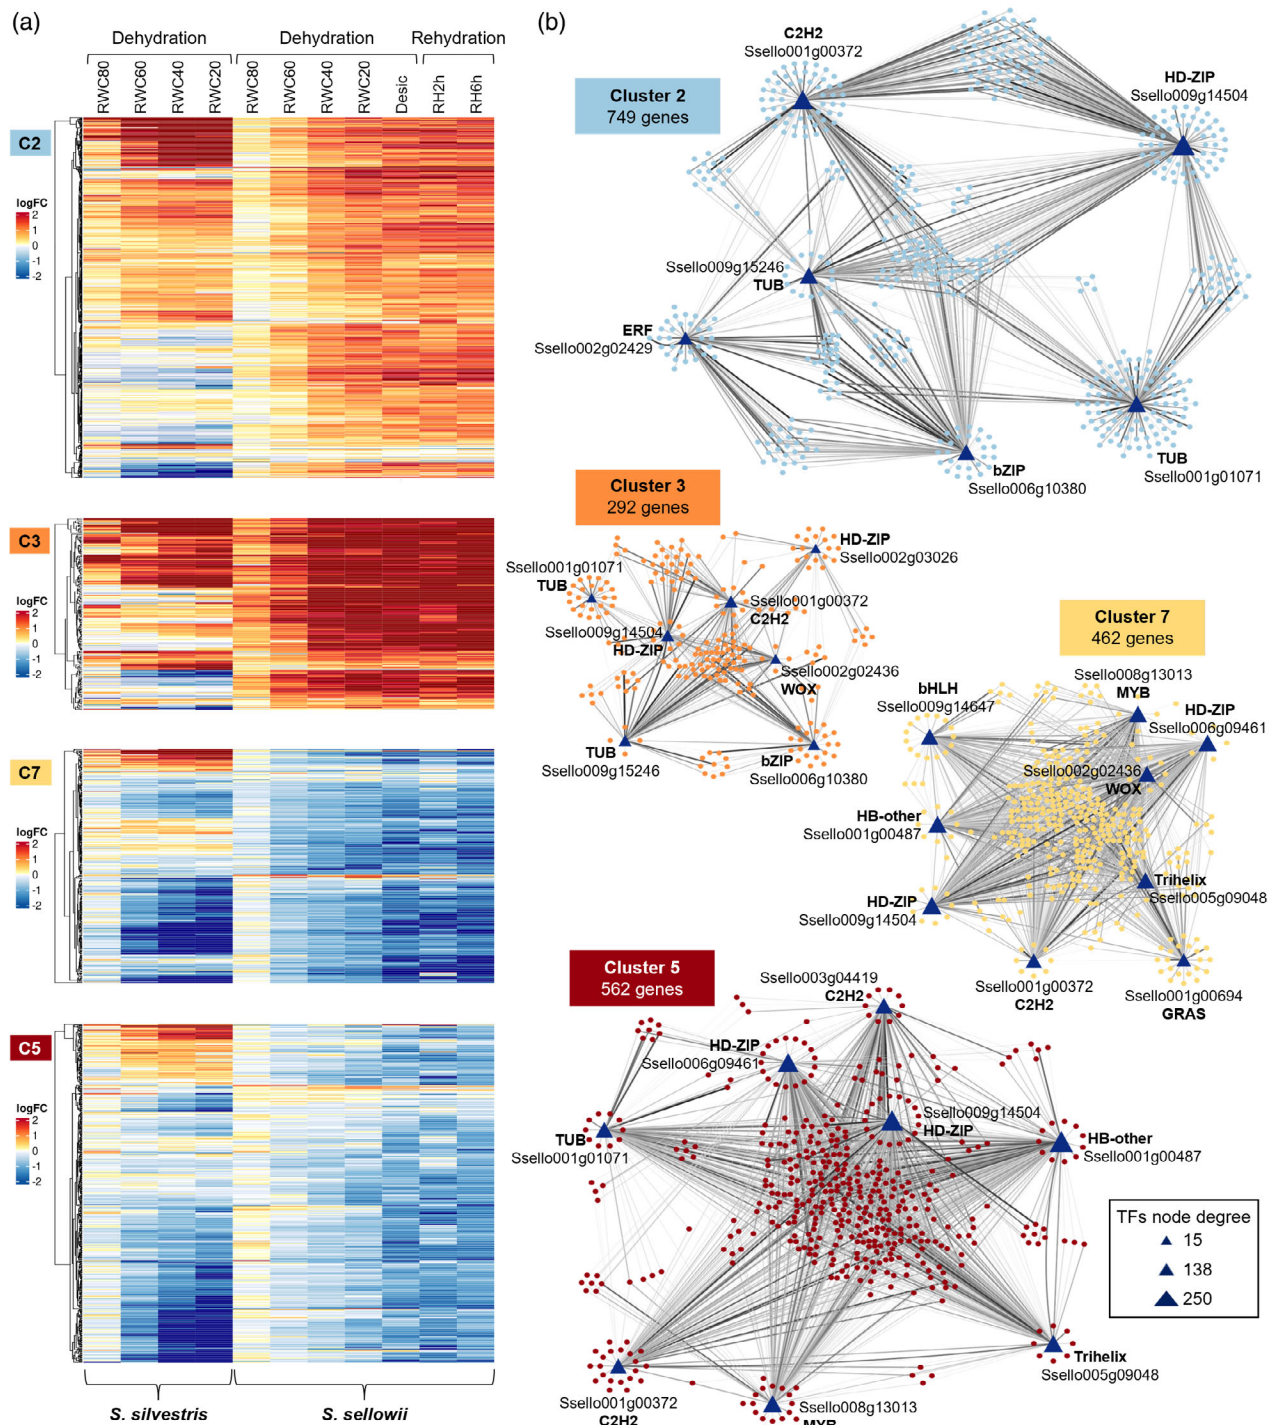 (a)
Dehydration
Dehydration
Rehydration
RWC80
RWC60
RWC40
RWC20
RWC80
RWC60
RWC40
RWC20
Desic
RH2h
RH6h
C2
logFC
2
1
0
-1
-2
C3
logFC
2
1
0
-1
-2
C7
logFC
2
1
0
-1
-2
C5
logFC
2
1
0
-1
-2
S. silvestris
S. sellowii
(b)
Cluster 2
749 genes
C2H2
Ssello001g00372
HD-ZIP
Ssello009g14504
Ssello009g15246
TUB
ERF
Ssello002g02429
bZIP
Ssello006g10380
TUB
Ssello001g01071
Cluster 3
292 genes
HD-ZIP
Ssello002g03026
Ssello001g01071
TUB
Ssello001g00372
C2H2
Ssello009g14504
HD-ZIP
Ssello002g02436
WOX
TUB
Ssello009g15246
bZIP
Ssello006g10380
Cluster 7
462 genes
Ssello008g13013
MYB
bHLH
Ssello009g14647
HD-ZIP
Ssello006g09461
Ssello002g02436
WOX
HB-other
Ssello001g00487
Trihelix
Ssello005g09048
HD-ZIP
Ssello009g14504
Ssello001g00372
C2H2
Ssello001g00694
GRAS
Cluster 5
562 genes
Ssello003g04419
C2H2
HD-ZIP
Ssello006g09461
Ssello009g14504
HD-ZIP
TUB
Ssello001g01071
HB-other
Ssello001g00487
Trihelix
Ssello005g09048
Ssello001g00372
C2H2
Ssello008g13013
MYB
TFs node degree
15
138
250